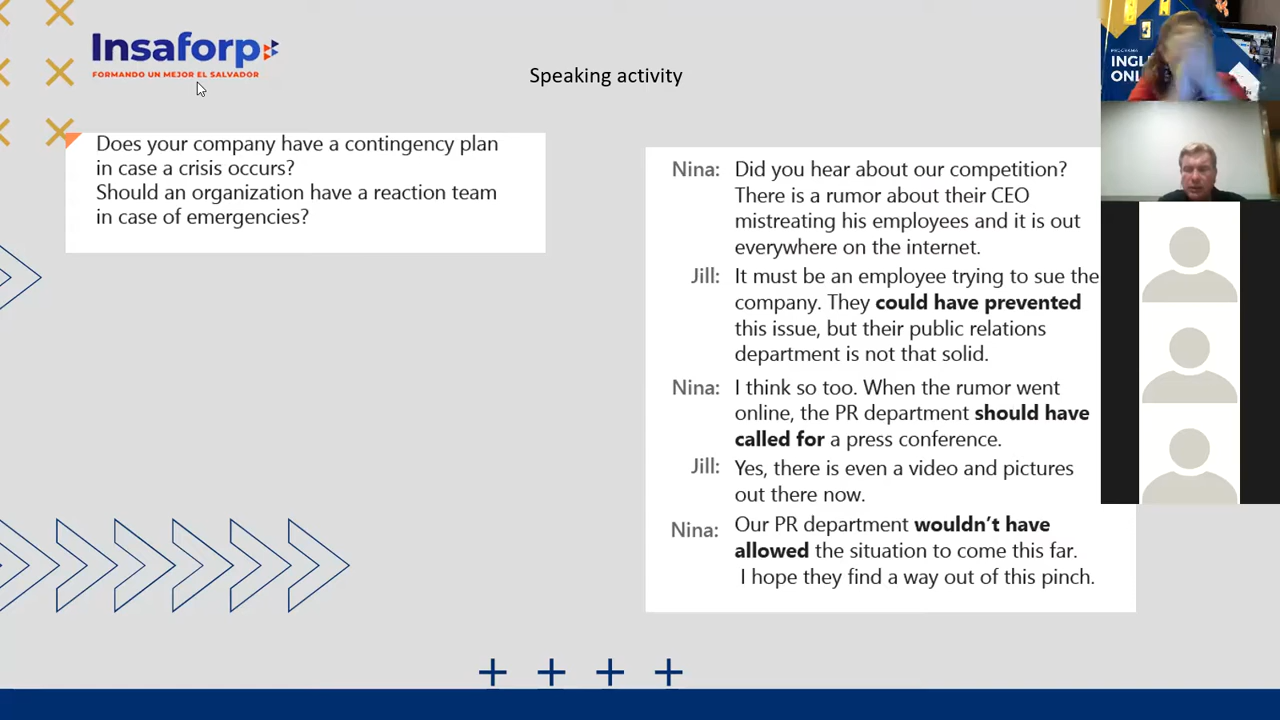 Insaforp
FORMANDO UN MEJOR EL SALVADOR
Speaking activity
Does your company have a contingency plan
in case a crisis occurs?
Should an organization have a reaction team
in case of emergencies?
Nina: Did you hear about our competition?
There is a rumor about their CEO
mistreating his employees and it is out
everywhere on the internet.
Jill: It must be an employee trying to sue the
company. They could have prevented
this issue, but their public relations
department is not that solid.
Nina: I think so too. When the rumor went
online, the PR department should have
called for a press conference.
Jill: Yes, there is even a video and pictures
out there now.
Nina: Our PR department wouldn't have
allowed the situation to come this far.
I hope they find a way out of this pinch.